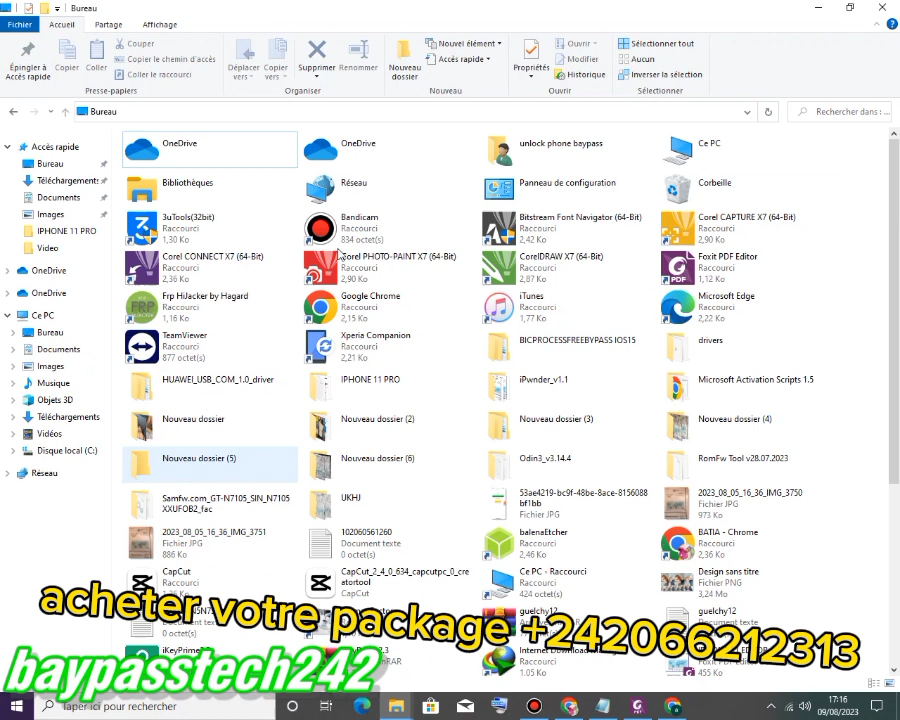 Bureau
Fichier
Accueil
Partage
Affichage
Épingler à
Accès rapide
Copier
Coller
Couper
Copier le chemin d'accès
Coller le raccourci
Presse-papiers
Déplacer
vers
Copier
vers
Supprimer
Renommer
Organiser
Nouveau
dossier
Nouvel élément
Accès rapide
Nouveau
Propriétés
Ouvrir
Modifier
Historique
Ouvrir
Sélectionner tout
Aucun
Inverser la sélection
Sélectionner
Bureau
Rechercher dans : ...
Accès rapide
Bureau
Téléchargements
Documents
Images
IPHONE 11 PRO
Video
OneDrive
OneDrive
Ce PC
Bureau
Documents
Images
Musique
Objets 3D
Téléchargements
Vidéos
Disque local (C:)
Réseau
OneDrive
OneDrive
unlock phone baypass
Ce PC
Bibliothèques
Réseau
Panneau de configuration
Corbeille
3uTools(32bit)
Raccourci
1,30 Ko
Bandicam
Raccourci
834 octet(s)
Bitstream Font Navigator (64-Bit)
Raccourci
2,42 Ko
Corel CAPTURE X7 (64-Bit)
Raccourci
2,90 Ko
Corel CONNECT X7 (64-Bit)
Raccourci
2,36 Ko
Corel PHOTO-PAINT X7 (64-Bit)
Raccourci
2,90 Ko
CorelDRAW X7 (64-Bit)
Raccourci
2,87 Ko
Foxit PDF Editor
Raccourci
1,12 Ko
Frp HiJacker by Hagard
Raccourci
1,16 Ko
Google Chrome
Raccourci
2,15 Ko
iTunes
Raccourci
1,77 Ko
Microsoft Edge
Raccourci
2,22 Ko
TeamViewer
Raccourci
877 octet(s)
Xperia Companion
Raccourci
2,21 Ko
BICPROCESSFREEBYPASS IOS15
drivers
HUAWEI_USB_COM_1.0_driver
IPHONE 11 PRO
iPwnder_v1.1
Microsoft Activation Scripts 1.5
Nouveau dossier
Nouveau dossier (2)
Nouveau dossier (3)
Nouveau dossier (4)
Nouveau dossier (5)
Nouveau dossier (6)
Odin3_v3.14.4
RomFw Tool v28.07.2023
Samfw.com_GT-N7105_SIN_N7105
XXUFOB2_fac
UKHJ
53ae4219-bc9f-48be-8ace-8156088
bf1bb
Fichier JPG
2023_08_05_16_36_IMG_3750
Fichier JPG
973 Ko
2023_08_05_16_36_IMG_3751
Fichier JPG
886 Ko
102060561260
Document texte
0 octet(s)
balenaEtcher
Raccourci
2,46 Ko
BATIA - Chrome
Raccourci
2,36 Ko
CapCut
Raccourci
CapCut_2_4_0_634_capcutpc_0_cre
atortool
CapCut
Ce PC - Raccourci
Raccourci
424 octet(s)
Design sans titre
Fichier PNG
3,24 Mo
0 octet(s)
guelchy12
guelchy12
acheter votre package +242066212313
baypasstech242
455 Ko
Taper ici pour rechercher
17:16
09/08/2023